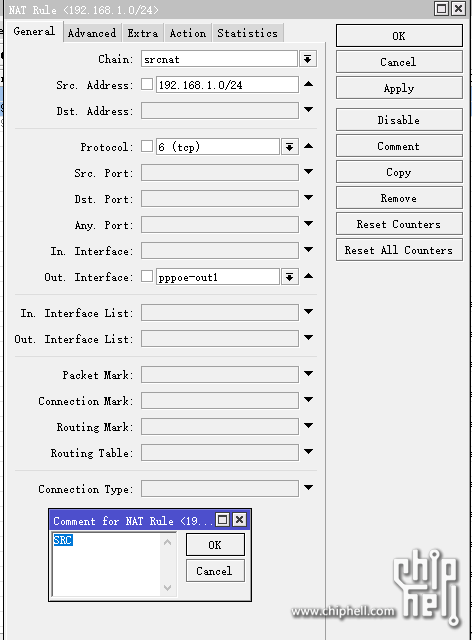 NAT Rule <192.168.1.0/24>
General
Advanced
Extra
Action
Statistics
Chain: srcnat
Src. Address: 192.168.1.0/24
Dst. Address:
Protocol: 6 (tcp)
Src. Port:
Dst. Port:
Any. Port:
In. Interface:
Out. Interface: pppoe-out1
In. Interface List:
Out. Interface List:
Packet Mark:
Connection Mark:
Routing Mark:
Routing Table:
Connection Type:
OK
Cancel
Apply
Disable
Comment
Copy
Remove
Reset Counters
Reset All Counters
Comment for NAT Rule <19...
SRC
OK
Cancel
chip
hell
www.chiphell.com